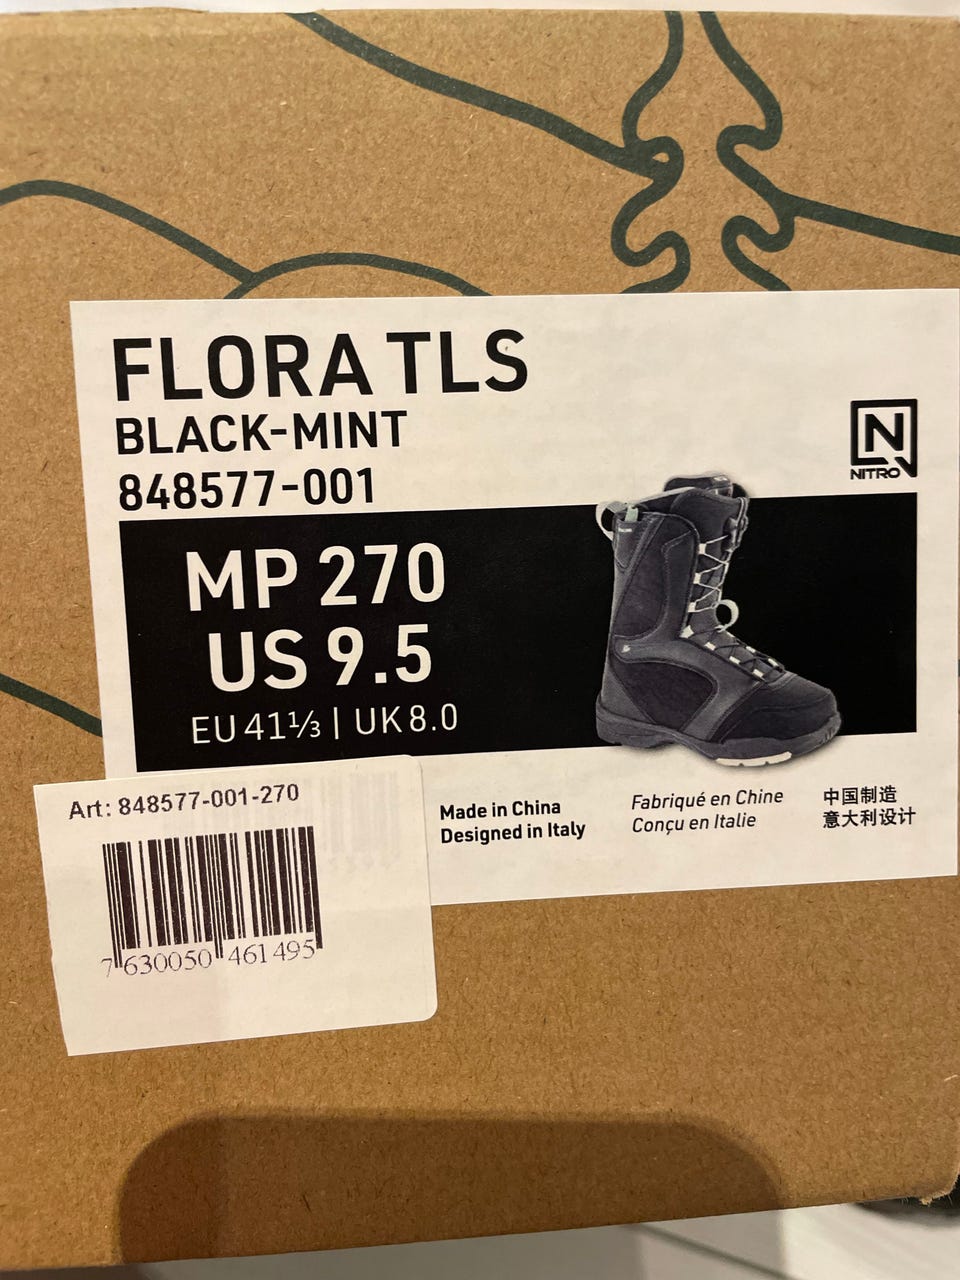 FLORA TLS
BLACK-MINT
848577-001
NITRO
MP 270
US 9.5
EU 41⅓ | UK 8.0
Art: 848577-001-270
7 630050 461495
Made in China
Designed in Italy
Fabriqué en Chine
Conçu en Italie
中国制造
意大利设计